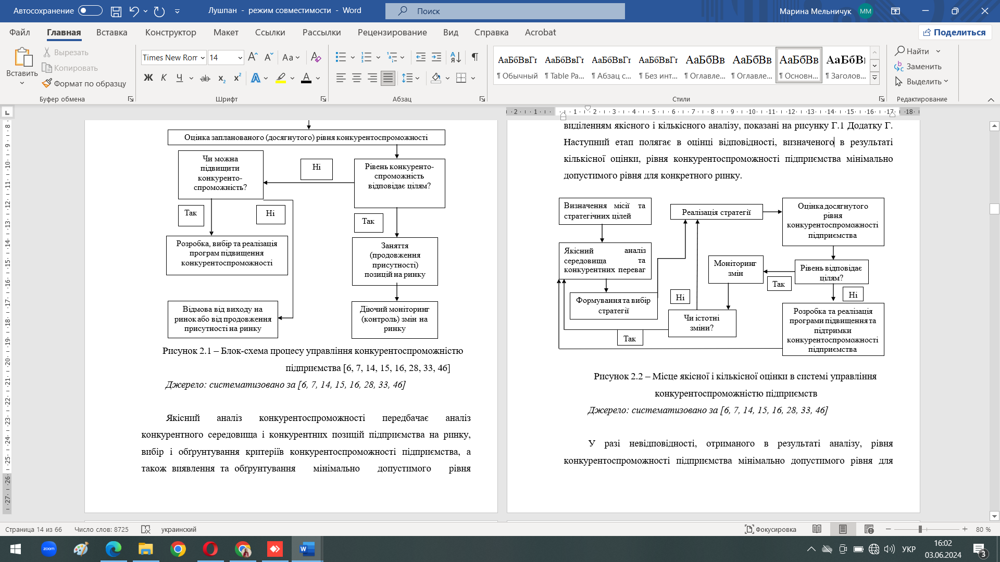 Автосохранение
Лушпан - режим совместимости - Word
Поиск
Марина Мельничук
ММ
Файл
Главная
Вставка
Конструктор
Макет
Ссылки
Рассылки
Рецензирование
Вид
Справка
Acrobat
Поделиться
Вставить
Вырезать
Копировать
Формат по образцу
Буфер обмена
Times New Rom
14
Шрифт
Абзац
АаБбВвГг
¶ Обычный
АаБбВвГг
¶ Table Pa...
АаБбВвГг
¶ Абзац с...
АаБбВвГг
¶ Без инт...
АаБбВв
¶ Оглавле...
АаБбВв
¶ Оглавле...
АаБбВв
¶ Основн...
АаБбВ
¶ Заголов...
Стили
Найти
Заменить
Выделить
Редактирование
Оцінка запланованого (досягнутого) рівня конкурентоспроможності
Чи можна
підвищити
конкуренто-
спроможність?
Ні
Рівень конкуренто-
спроможність
відповідає цілям?
Так
Ні
Так
Розробка, вибір та реалізація
програм підвищення
конкурентоспроможності
Заняття
(продовження
присутності)
позицій на ринку
Відмова від виходу на
ринок або від продовження
присутності на ринку
Діючий моніторинг
(контроль) змін на
ринку
Рисунок 2.1 – Блок-схема процесу управління конкурентоспроможністю
підприємства [6, 7, 14, 15, 16, 28, 33, 46]
Джерело: систематизовано за [6, 7, 14, 15, 16, 28, 33, 46]
Якісний аналіз конкурентоспроможності передбачає аналіз
конкурентного середовища і конкурентних позицій підприємства на ринку,
вибір і обґрунтування критеріїв конкурентоспроможності підприємства, а
також виявлення та обґрунтування мінімально допустимого рівня
виділенням якісного і кількісного аналізу, показані на рисунку Г.1 Додатку Г.
Наступний етап полягає в оцінці відповідності, визначеного в результаті
кількісної оцінки, рівня конкурентоспроможності підприємства мінімально
допустимого рівня для конкретного ринку.
Визначення місії та
стратегічних цілей
Реалізація стратегії
Оцінка досягнутого
рівня
конкурентоспроможності
підприємства
Якісний аналіз
середовища та
конкурентних переваг
Моніторинг
змін
Рівень відповідає
цілям?
Так
Ні
Формування та вибір
стратегії
Ні
Чи істотні
зміни?
Так
Розробка та реалізація
програми підвищення та
підтримки
конкурентоспроможності
підприємства
Рисунок 2.2 – Місце якісної і кількісної оцінки в системі управління
конкурентоспроможністю підприємств
Джерело: систематизовано за [6, 7, 14, 15, 16, 28, 33, 46]
У разі невідповідності, отриманого в результаті аналізу, рівня
конкурентоспроможності підприємства мінімально допустимого рівня для
Страница 14 из 66
Число слов: 8725
украинский
Фокусировка
80 %
zoom
УКР
16:02
03.06.2024
3